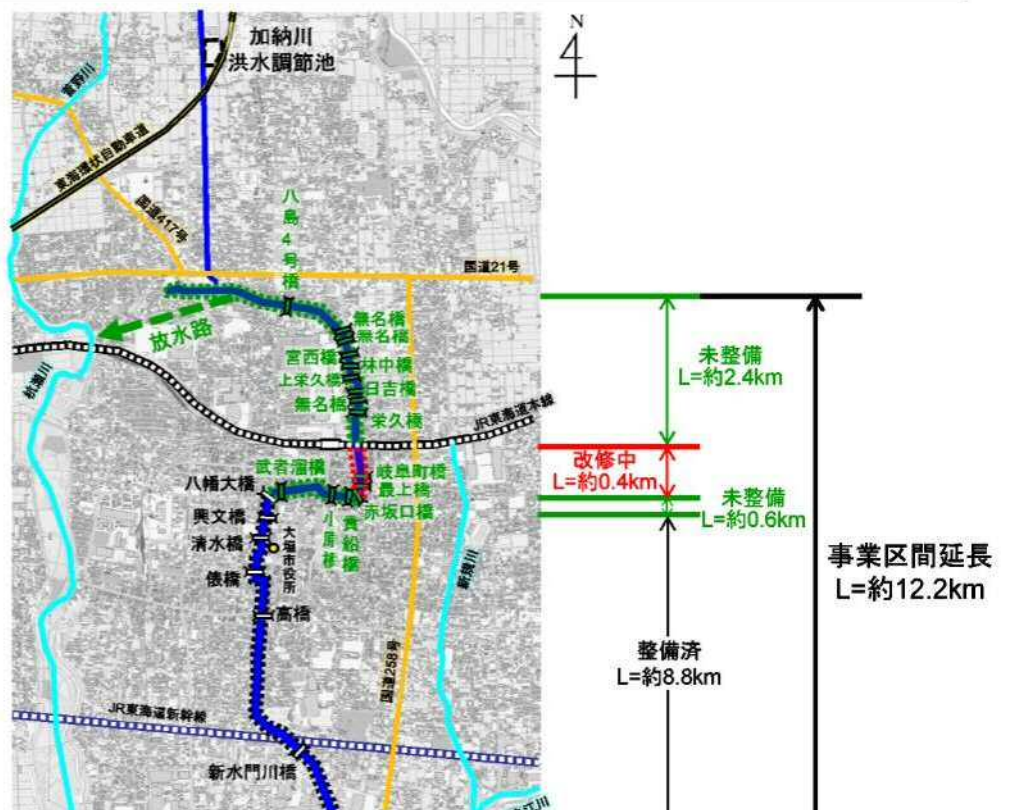 N
加納川
洪水調節池
菅野川
東海環状自動車道
国道417号
八島4号橋
国道21号
放水路
無名橋
無名橋
宮西橋
林中橋
上栄久橋
日吉橋
無名橋
栄久橋
杭瀬川
JR東海道本線
武者溜橋
岐阜町橋
八幡大橋
最上橋
赤坂口橋
興文橋
貴船橋
清水橋
大垣市役所
俵橋
新規川
高橋
国道258号
JR東海道新幹線
新水門川橋
未整備
L=約2.4km
改修中
L=約0.4km
未整備
L=約0.6km
事業区間延長
L=約12.2km
整備済
L=約8.8km